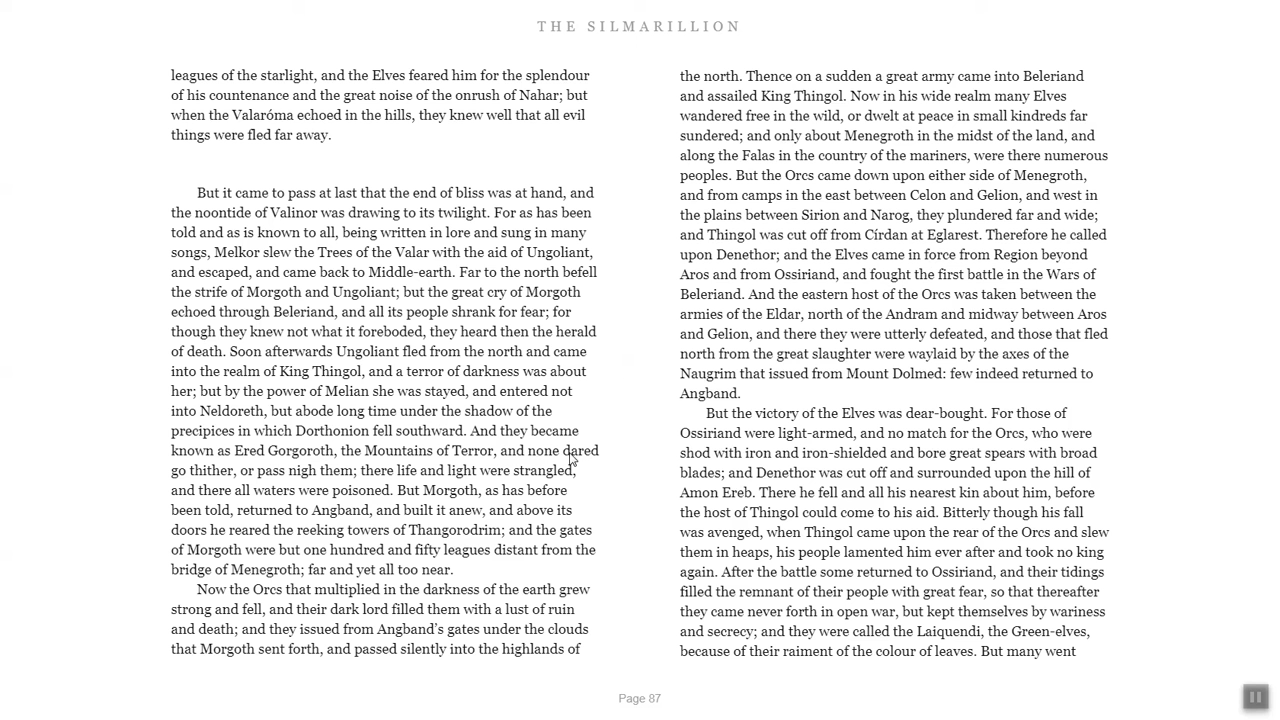 THE SILMARILLION
leagues of the starlight, and the Elves feared him for the splendour
of his countenance and the great noise of the onrush of Nahar; but
when the Valaróma echoed in the hills, they knew well that all evil
things were fled far away.
But it came to pass at last that the end of bliss was at hand, and
the noontide of Valinor was drawing to its twilight. For as has been
told and as is known to all, being written in lore and sung in many
songs, Melkor slew the Trees of the Valar with the aid of Ungoliant,
and escaped, and came back to Middle-earth. Far to the north befell
the strife of Morgoth and Ungoliant; but the great cry of Morgoth
echoed through Beleriand, and all its people shrank for fear; for
though they knew not what it foreboded, they heard then the herald
of death. Soon afterwards Ungoliant fled from the north and came
into the realm of King Thingol, and a terror of darkness was about
her; but by the power of Melian she was stayed, and entered not
into Neldoreth, but abode long time under the shadow of the
precipices in which Dorthonion fell southward. And they became
known as Ered Gorgoroth, the Mountains of Terror, and none dared
go thither, or pass nigh them; there life and light were strangled,
and there all waters were poisoned. But Morgoth, as has before
been told, returned to Angband, and built it anew, and above its
doors he reared the reeking towers of Thangorodrim; and the gates
of Morgoth were but one hundred and fifty leagues distant from the
bridge of Menegroth; far and yet all too near.
Now the Orcs that multiplied in the darkness of the earth grew
strong and fell, and their dark lord filled them with a lust of ruin
and death; and they issued from Angband's gates under the clouds
that Morgoth sent forth, and passed silently into the highlands of
the north. Thence on a sudden a great army came into Beleriand
and assailed King Thingol. Now in his wide realm many Elves
wandered free in the wild, or dwelt at peace in small kindreds far
sundered; and only about Menegroth in the midst of the land, and
along the Falas in the country of the mariners, were there numerous
peoples. But the Orcs came down upon either side of Menegroth,
and from camps in the east between Celon and Gelion, and west in
the plains between Sirion and Narog, they plundered far and wide;
and Thingol was cut off from Círdan at Eglarest. Therefore he called
upon Denethor; and the Elves came in force from Region beyond
Aros and from Ossiriand, and fought the first battle in the Wars of
Beleriand. And the eastern host of the Orcs was taken between the
armies of the Eldar, north of the Andram and midway between Aros
and Gelion, and there they were utterly defeated, and those that fled
north from the great slaughter were waylaid by the axes of the
Naugrim that issued from Mount Dolmed: few indeed returned to
Angband.
But the victory of the Elves was dear-bought. For those of
Ossiriand were light-armed, and no match for the Orcs, who were
shod with iron and iron-shielded and bore great spears with broad
blades; and Denethor was cut off and surrounded upon the hill of
Amon Ereb. There he fell and all his nearest kin about him, before
the host of Thingol could come to his aid. Bitterly though his fall
was avenged, when Thingol came upon the rear of the Orcs and slew
them in heaps, his people lamented him ever after and took no king
again. After the battle some returned to Ossiriand, and their tidings
filled the remnant of their people with great fear, so that thereafter
they came never forth in open war, but kept themselves by wariness
and secrecy; and they were called the Laiquendi, the Green-elves,
because of their raiment of the colour of leaves. But many went
Page 87